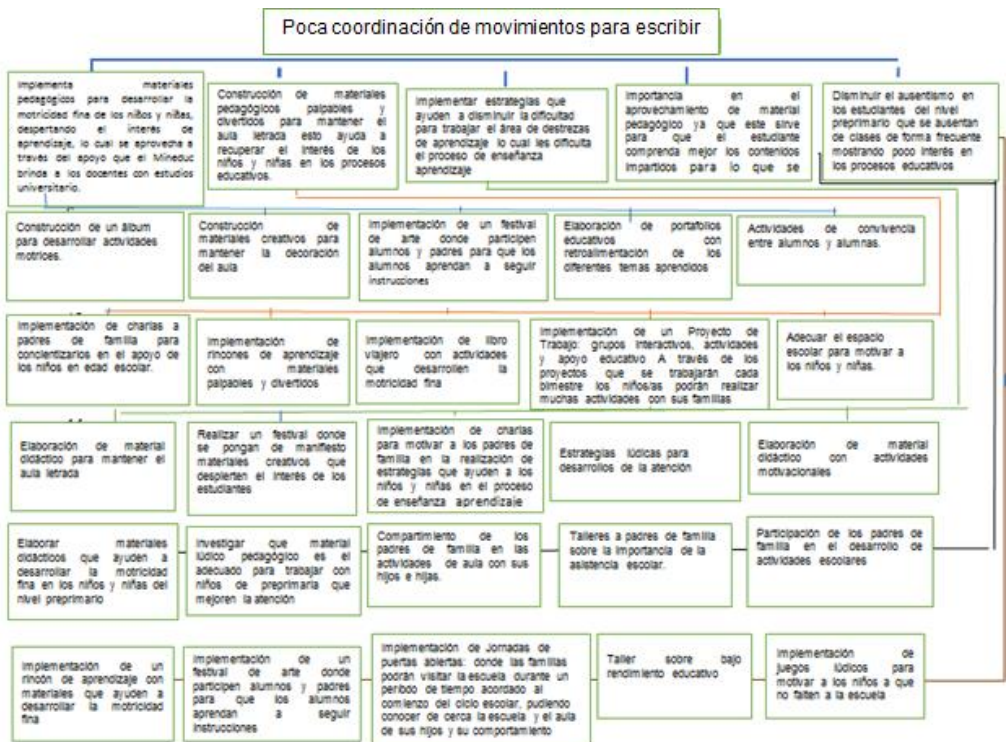 Poca coordinación de movimientos para escribir
Implementa materiales
pedagógicos para desarrollar la
motricidad fina de los niños y niñas,
despertando el interés de
aprendizaje, lo cual se aprovecha a
través del apoyo que el Mineduc
brinda a los docentes con estudios
universitario.
Construcción de materiales
pedagógicos palpables y
divertidos para mantener el
aula letrada esto ayuda a
recuperar el interés de los
niños y niñas en los procesos
educativos.
Implementar estrategias que
ayuden a disminuir la dificultad
para trabajar el área de destrezas
de aprendizaje lo cual les dificulta
el proceso de enseñanza
aprendizaje
Importancia en el
aprovechamiento de material
pedagógico ya que este sirve
para que el estudiante
comprenda mejor los contenidos
impartidos para lo que se
Disminuir el ausentismo en
los estudiantes del nivel
preprimario que se ausentan
de clases de forma frecuente
mostrando poco interés en
los procesos educativos
Construcción de un álbum
para desarrollar actividades
motrices.
Construcción de
materiales creativos para
mantener la decoración
del aula
Implementación de un festival
de arte donde participen
alumnos y padres para que los
alumnos aprendan a seguir
instrucciones
Elaboración de portafolios
educativos con
retroalimentación de los
diferentes temas aprendidos
Actividades de convivencia
entre alumnos y alumnas.
Implementación de charlas a
padres de familia para
concientizarlos en el apoyo de
los niños en edad escolar.
Implementación de
rincones de aprendizaje
con materiales
palpables y divertidos
Implementación de libro
viajero con actividades
que desarrollen la
motricidad fina
Implementación de un Proyecto de
Trabajo: grupos interactivos, actividades
y apoyo educativo A través de los
proyectos que se trabajarán cada
bimestre los niños/as podrán realizar
muchas actividades con sus familias
Adecuar el espacio
escolar para motivar a
los niños y niñas.
Elaboración de material
didáctico para mantener el
aula letrada
Realizar un festival donde
se pongan de manifiesto
materiales creativos que
despierten el interés de los
estudiantes
Implementación de charlas
para motivar a los padres de
familia en la realización de
estrategias que ayuden a los
niños y niñas en el proceso
de enseñanza aprendizaje
Estrategias lúdicas para
desarrollos de la atención
Elaboración de material
didáctico con actividades
motivacionales
Elaborar materiales
didácticos que ayuden a
desarrollar la motricidad
fina en los niños y niñas del
nivel preprimario
Investigar que material
lúdico pedagógico es el
adecuado para trabajar con
niños de preprimaria que
mejoren la atención
Compartimiento de los
padres de familia en las
actividades de aula con sus
hijos e hijas.
Talleres a padres de familia
sobre la importancia de la
asistencia escolar.
Participación de los padres de
familia en el desarrollo de
actividades escolares
Implementación de un
rincón de aprendizaje con
materiales que ayuden a
desarrollar la motricidad
fina
Implementación de un
festival de arte donde
participen alumnos y padres
para que los alumnos
aprendan a seguir
instrucciones
Implementación de Jornadas de
puertas abiertas: donde las familias
podrán visitar la escuela durante un
periodo de tiempo acordado al
comienzo del ciclo escolar, pudiendo
conocer de cerca la escuela y el aula
de sus hijos y su comportamiento
Taller sobre bajo
rendimiento educativo
Implementación de
juegos lúdicos para
motivar a los niños a que
no falten a la escuela